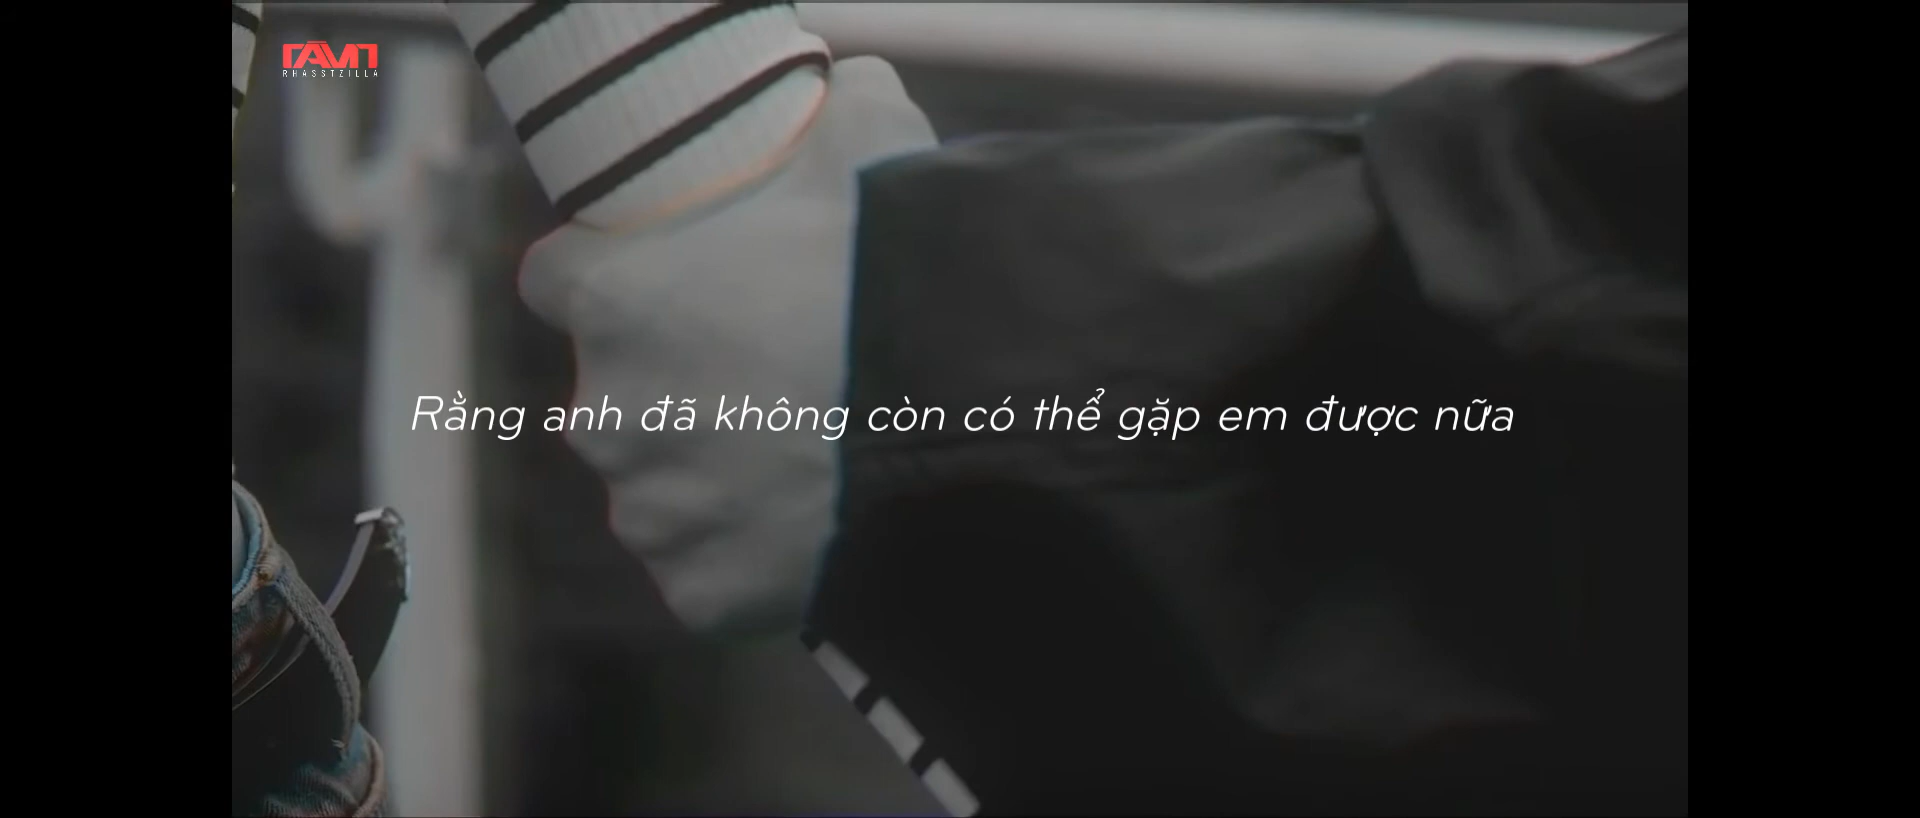 RHASSTZILLA
Rằng anh đã không còn có thể gặp em được nữa